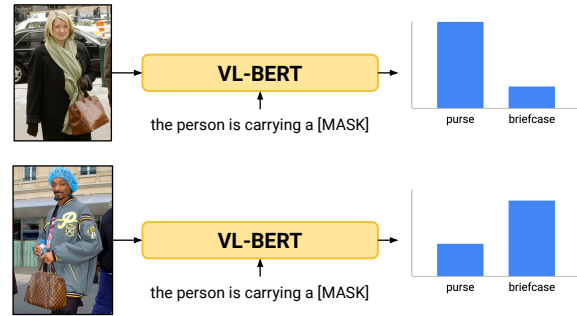 VL-BERT
the person is carrying a [MASK]
purse briefcase
VL-BERT
the person is carrying a [MASK]
purse briefcase